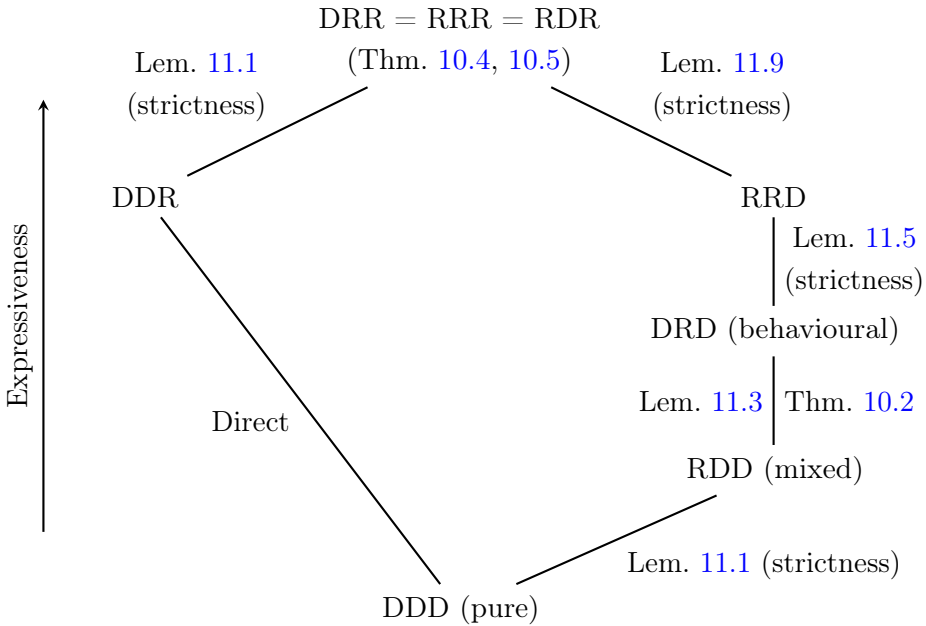 DRR = RRR = RDR
(Thm. 10.4, 10.5)
Lem. 11.1
(strictness)
Lem. 11.9
(strictness)
DDR
RRD
Expressiveness
Lem. 11.5
(strictness)
DRD (behavioural)
Direct
Lem. 11.3
Thm. 10.2
RDD (mixed)
Lem. 11.1 (strictness)
DDD (pure)